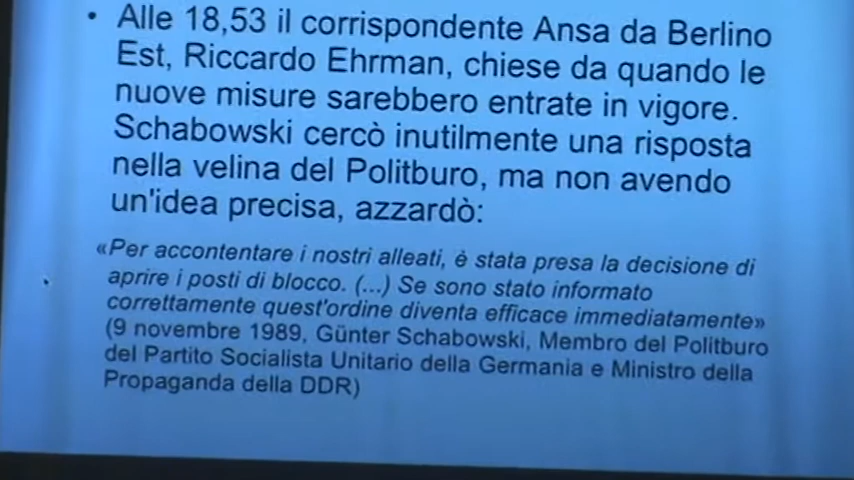 • Alle 18,53 il corrispondente Ansa da Berlino
Est, Riccardo Ehrman, chiese da quando le
nuove misure sarebbero entrate in vigore.
Schabowski cercò inutilmente una risposta
nella velina del Politburo, ma non avendo
un'idea precisa, azzardò:
«Per accontentare i nostri alleati, è stata presa la decisione di
aprire i posti di blocco. (...) Se sono stato informato
correttamente quest'ordine diventa efficace immediatamente»
(9 novembre 1989, Günter Schabowski, Membro del Politburo
del Partito Socialista Unitario della Germania e Ministro della
Propaganda della DDR)